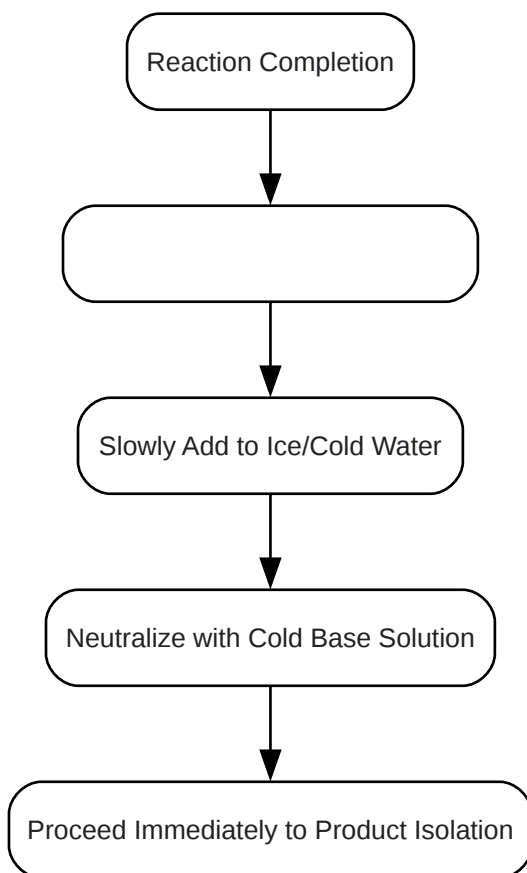 Reaction Completion
Slowly Add to Ice/Cold Water
Neutralize with Cold Base Solution
Proceed Immediately to Product Isolation